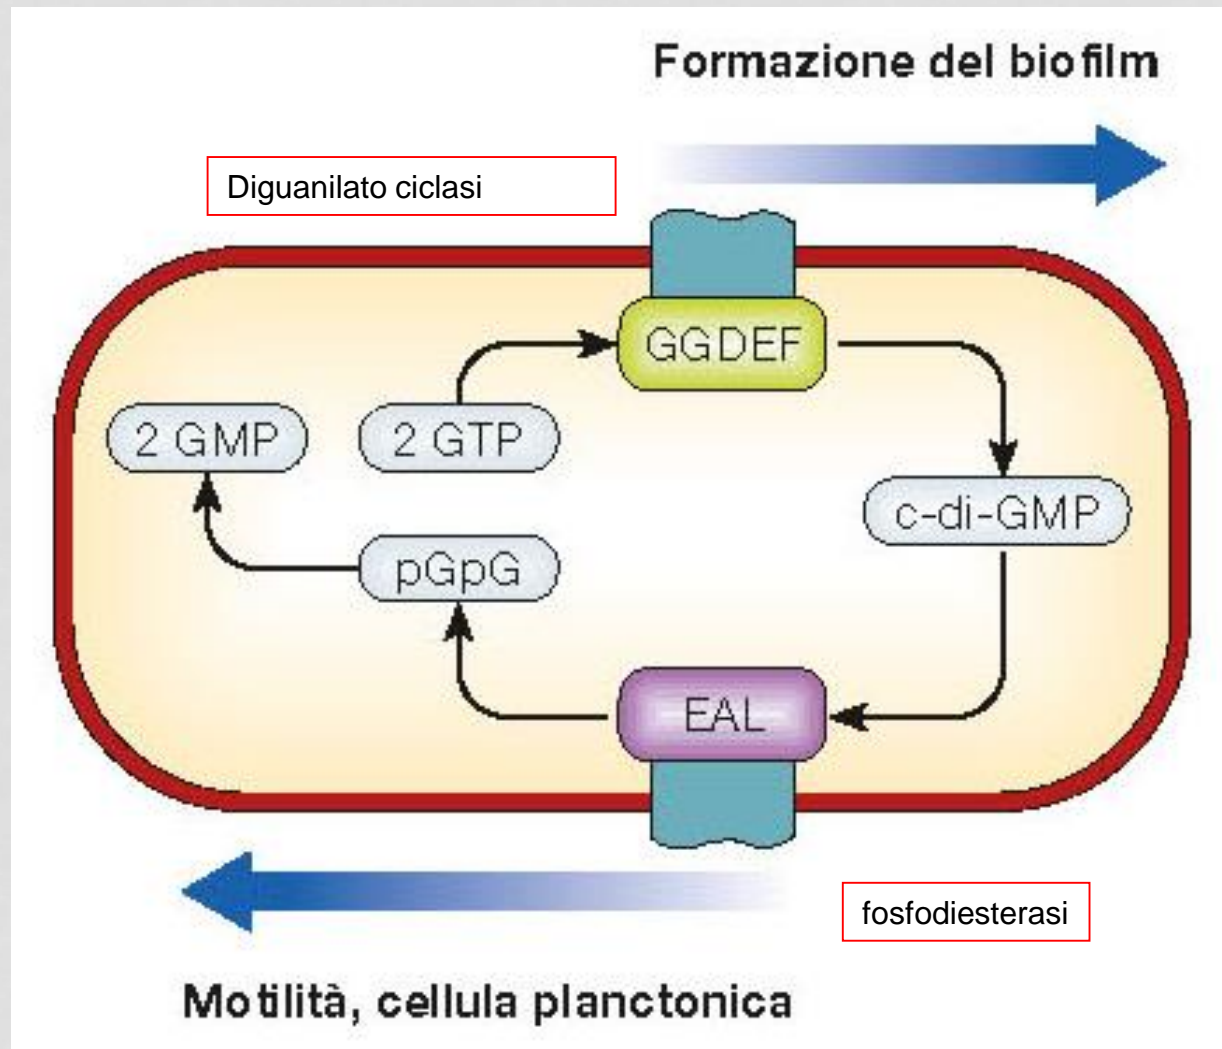 Formazione del biofilm
Diguanilato ciclasi
GGDEF
2 GMP
2 GTP
c-di-GMP
pGpG
EAL
fosfodiesterasi
Motilità, cellula planctonica